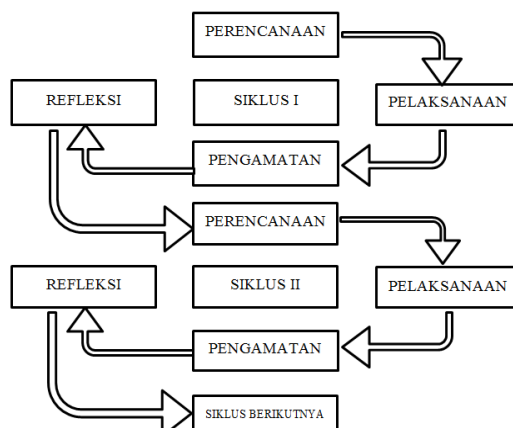 PERENCANAAN
REFLEKSI
SIKLUS I
PELAKSANAAN
PENGAMATAN
PERENCANAAN
REFLEKSI
SIKLUS II
PELAKSANAAN
PENGAMATAN
SIKLUS BERIKUTNYA